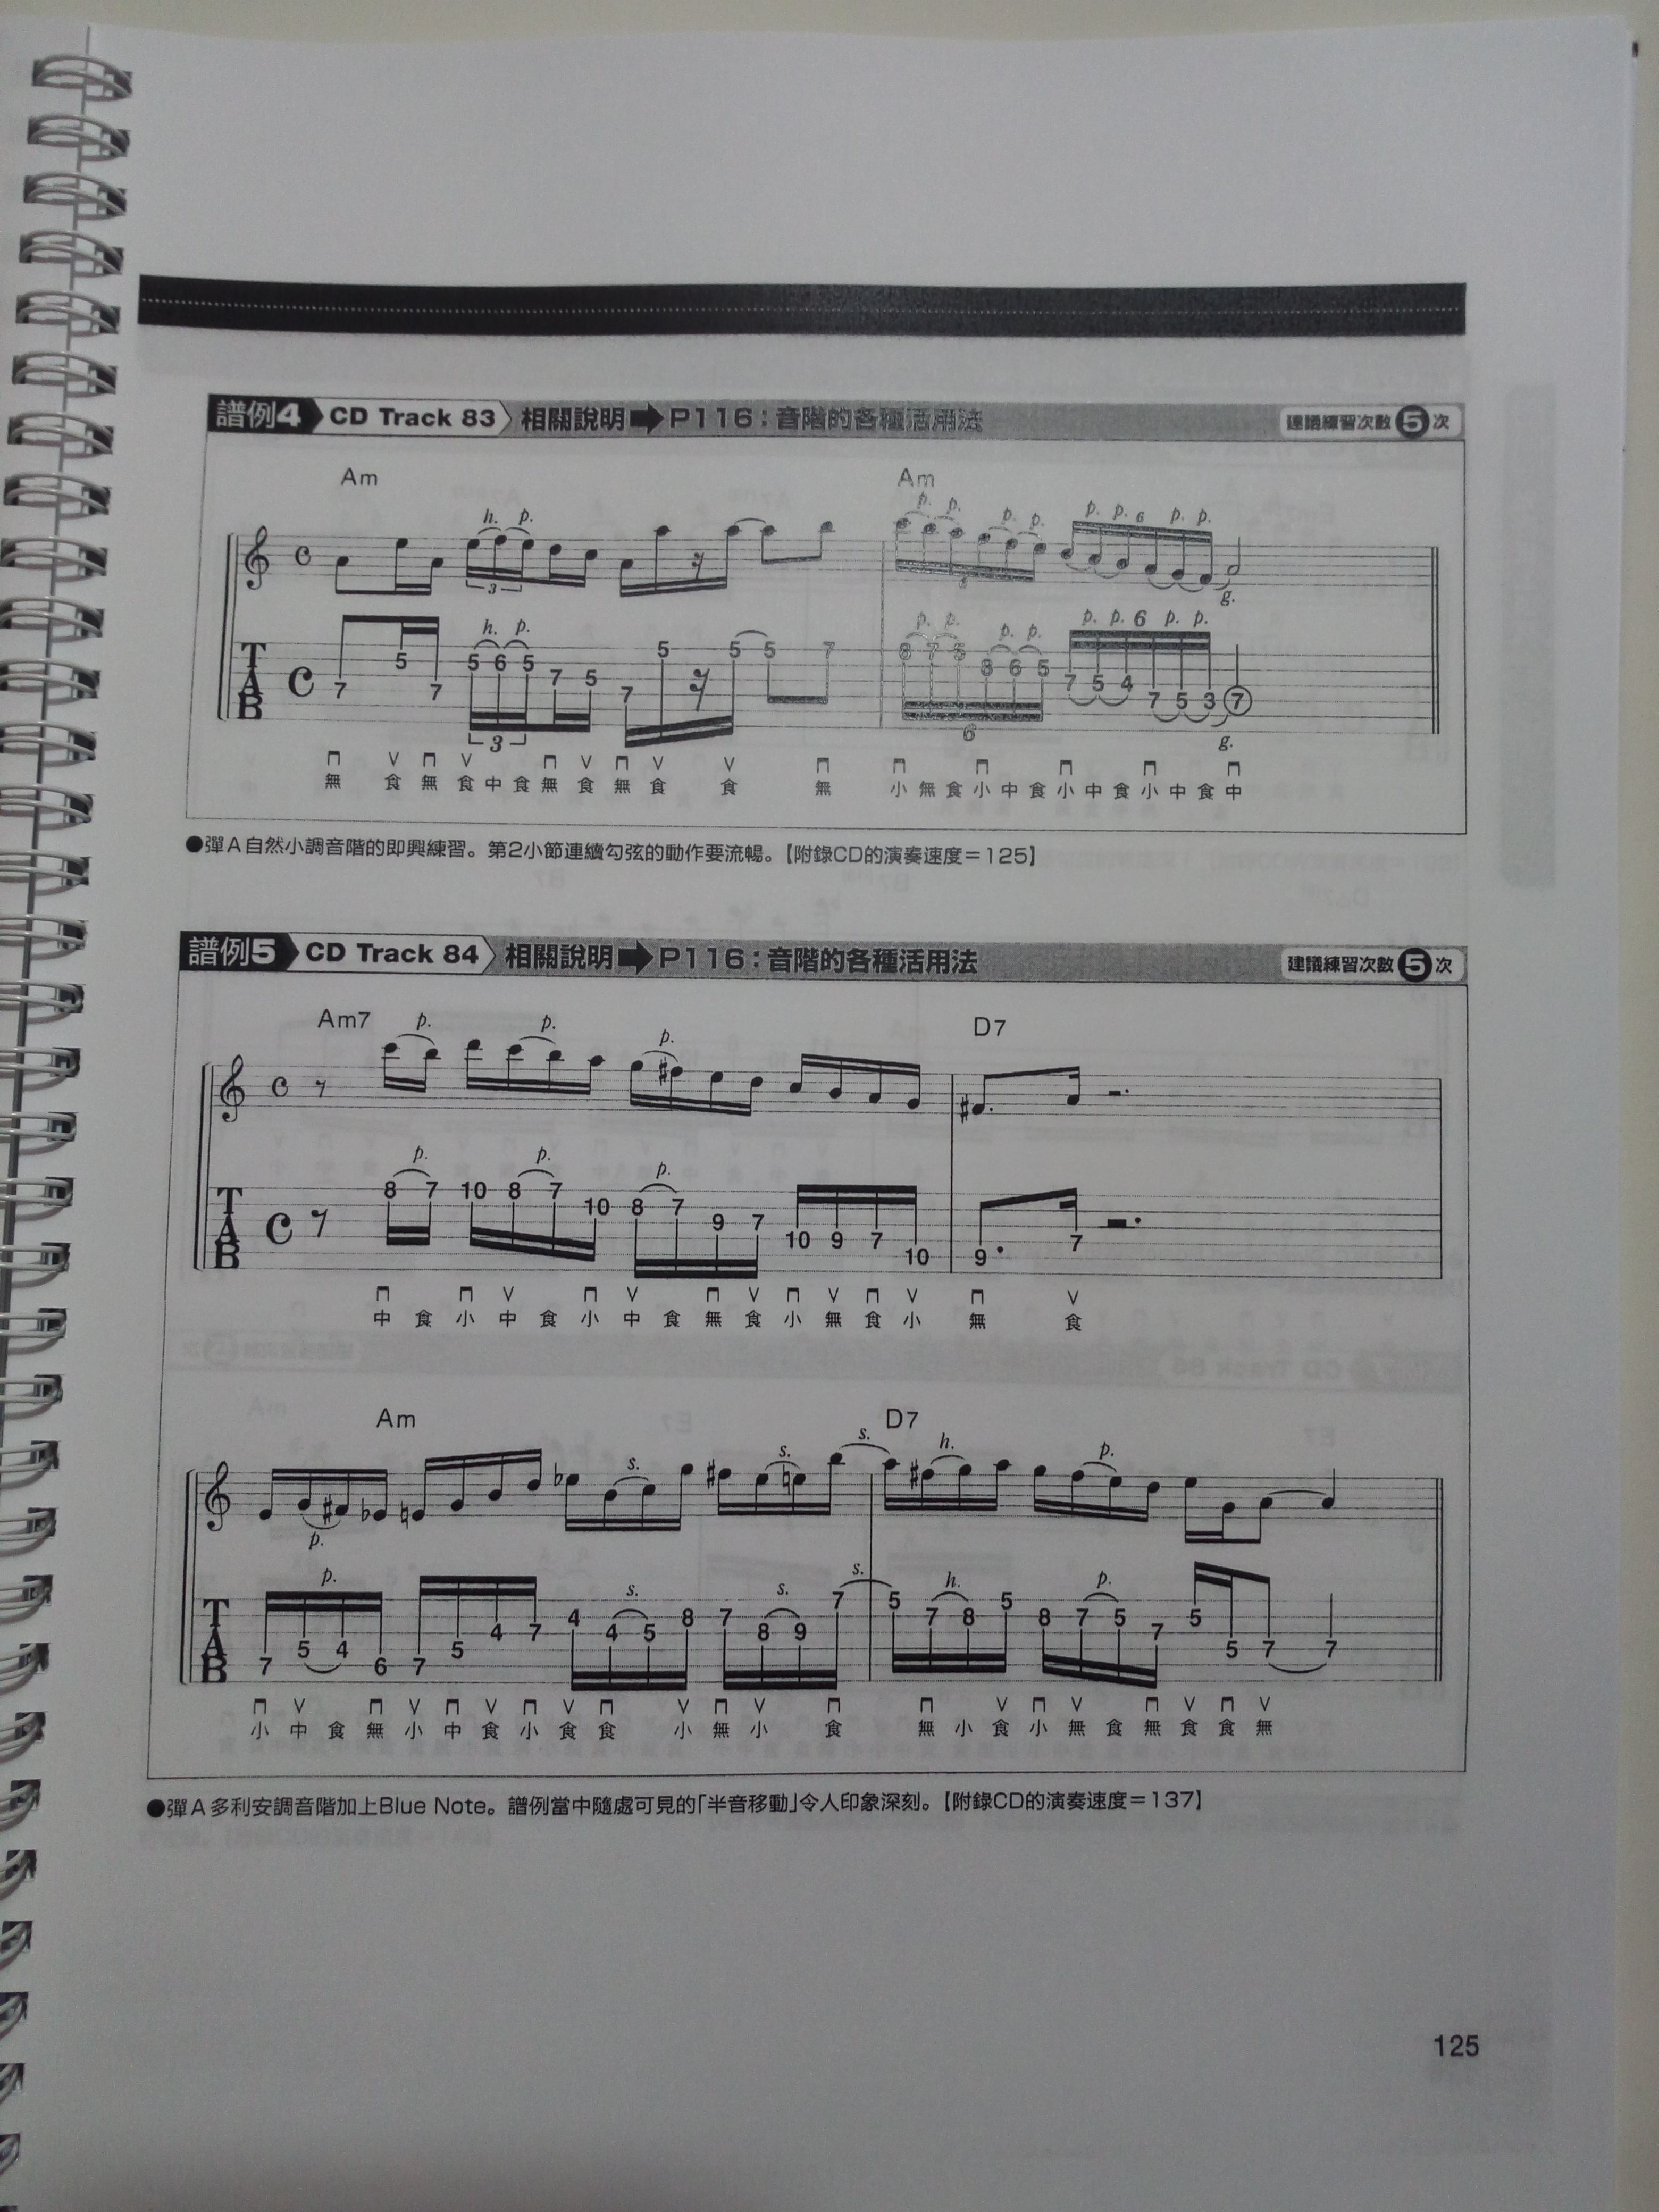 譜例4 CD Track 83 相關說明➡P116：音階的各種活用法 建議練習次數 5 次
Am Am
h. p. p. p. p. p. p. p. 6 p. p.
3 6 g.
h. p. p. p. p. p. p. p. 6 p. p.
T A B C 7 5 7 5 6 5 7 5 7 5 5 5 7 8 7 5 8 6 5 7 5 4 7 5 3 7
3 6 g.
無 食 無 食 中 食 無 食 無 食 食 無 小 無 食 小 中 食 小 中 食 小 中 食 中
●彈A自然小調音階的即興練習。第2小節連續勾弦的動作要流暢。【附錄CD的演奏速度＝125】
譜例5 CD Track 84 相關說明➡P116：音階的各種活用法 建議練習次數 5 次
Am7 D7
p. p. p.
p. p. p.
T A B C 8 7 10 8 7 10 8 7 9 7 10 9 7 10 9 7
中 食 小 中 食 小 中 食 無 食 小 無 食 小 無 食
Am D7
p. s. s. s. h. p.
p. s. s. s. h. p.
T A B 7 5 4 6 7 5 4 7 4 4 5 8 7 8 9 7 5 7 8 5 8 7 5 7 5 5 7 7
小 中 食 無 小 中 食 小 食 食 小 無 小 食 無 小 食 小 無 食 無 食 食 無
●彈A多利安調音階加上Blue Note。譜例當中隨處可見的「半音移動」令人印象深刻。【附錄CD的演奏速度＝137】
125